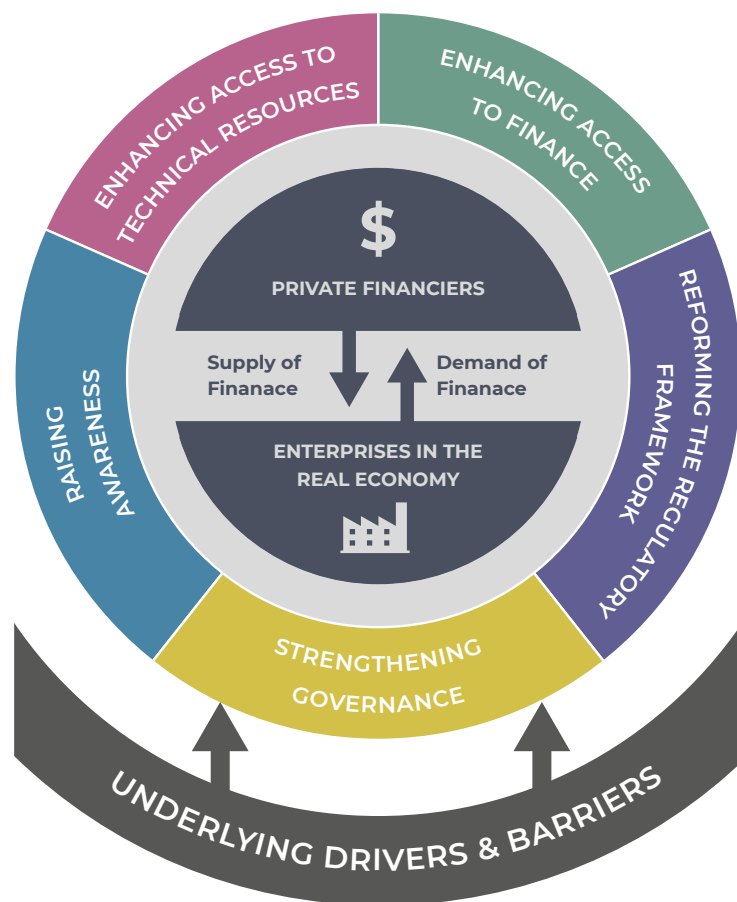 ENHANCING ACCESS TO
TECHNICAL RESOURCES
ENHANCING ACCESS
TO FINANCE
$
PRIVATE FINANCIERS
Supply of
Finanace
Demand of
Finanace
ENTERPRISES IN THE
REAL ECONOMY
RAISING
AWARENESS
REFORMING THE REGULATORY
FRAMEWORK
STRENGTHENING
GOVERNANCE
UNDERLYING DRIVERS & BARRIERS